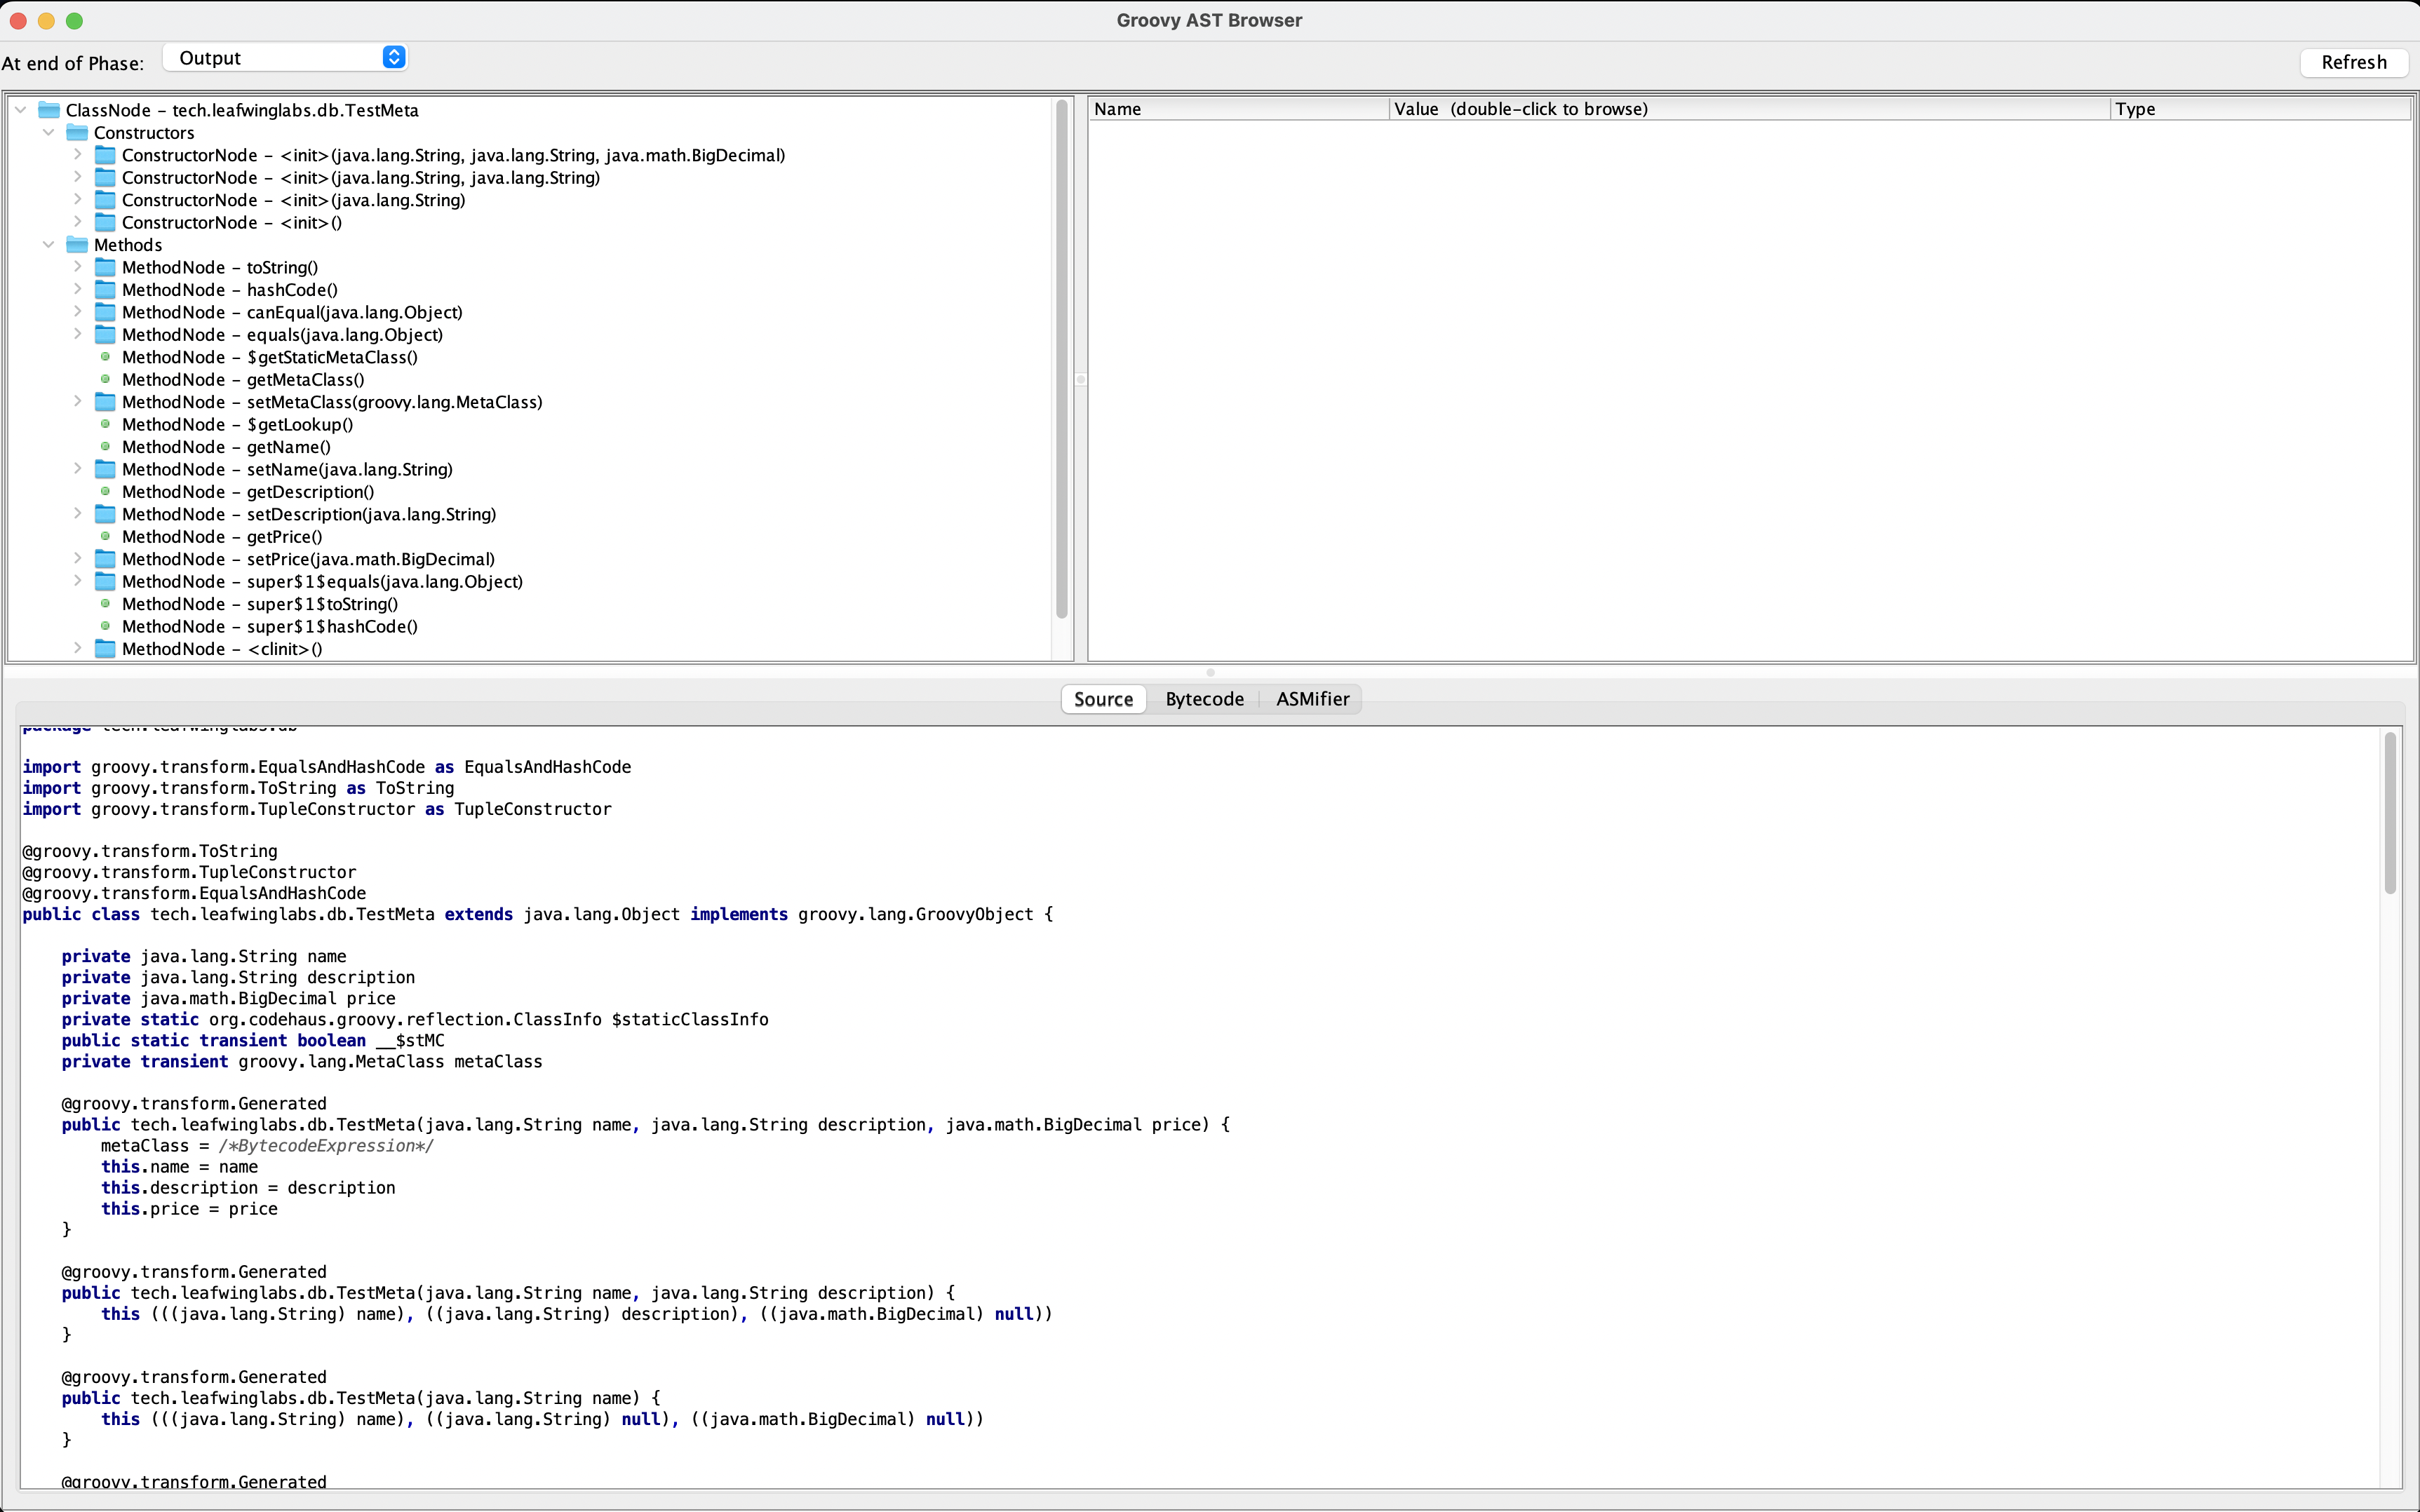 Groovy AST Browser
At end of Phase: Output Refresh
ClassNode - tech.leafwinglabs.db.TestMeta
Constructors
ConstructorNode - <init>(java.lang.String, java.lang.String, java.math.BigDecimal)
ConstructorNode - <init>(java.lang.String, java.lang.String)
ConstructorNode - <init>(java.lang.String)
ConstructorNode - <init>()
Methods
MethodNode - toString()
MethodNode - hashCode()
MethodNode - canEqual(java.lang.Object)
MethodNode - equals(java.lang.Object)
MethodNode - $getStaticMetaClass()
MethodNode - getMetaClass()
MethodNode - setMetaClass(groovy.lang.MetaClass)
MethodNode - $getLookup()
MethodNode - getName()
MethodNode - setName(java.lang.String)
MethodNode - getDescription()
MethodNode - setDescription(java.lang.String)
MethodNode - getPrice()
MethodNode - setPrice(java.math.BigDecimal)
MethodNode - super$1$equals(java.lang.Object)
MethodNode - super$1$toString()
MethodNode - super$1$hashCode()
MethodNode - <clinit>()
Name Value (double-click to browse) Type
Source Bytecode ASMifier
package tech.leafwinglabs.db
import groovy.transform.EqualsAndHashCode as EqualsAndHashCode
import groovy.transform.ToString as ToString
import groovy.transform.TupleConstructor as TupleConstructor
@groovy.transform.ToString
@groovy.transform.TupleConstructor
@groovy.transform.EqualsAndHashCode
public class tech.leafwinglabs.db.TestMeta extends java.lang.Object implements groovy.lang.GroovyObject {
private java.lang.String name
private java.lang.String description
private java.math.BigDecimal price
private static org.codehaus.groovy.reflection.ClassInfo $staticClassInfo
public static transient boolean __$stMC
private transient groovy.lang.MetaClass metaClass
@groovy.transform.Generated
public tech.leafwinglabs.db.TestMeta(java.lang.String name, java.lang.String description, java.math.BigDecimal price) {
metaClass = /*BytecodeExpression*/
this.name = name
this.description = description
this.price = price
}
@groovy.transform.Generated
public tech.leafwinglabs.db.TestMeta(java.lang.String name, java.lang.String description) {
this (((java.lang.String) name), ((java.lang.String) description), ((java.math.BigDecimal) null))
}
@groovy.transform.Generated
public tech.leafwinglabs.db.TestMeta(java.lang.String name) {
this (((java.lang.String) name), ((java.lang.String) null), ((java.math.BigDecimal) null))
}
@groovy.transform.Generated